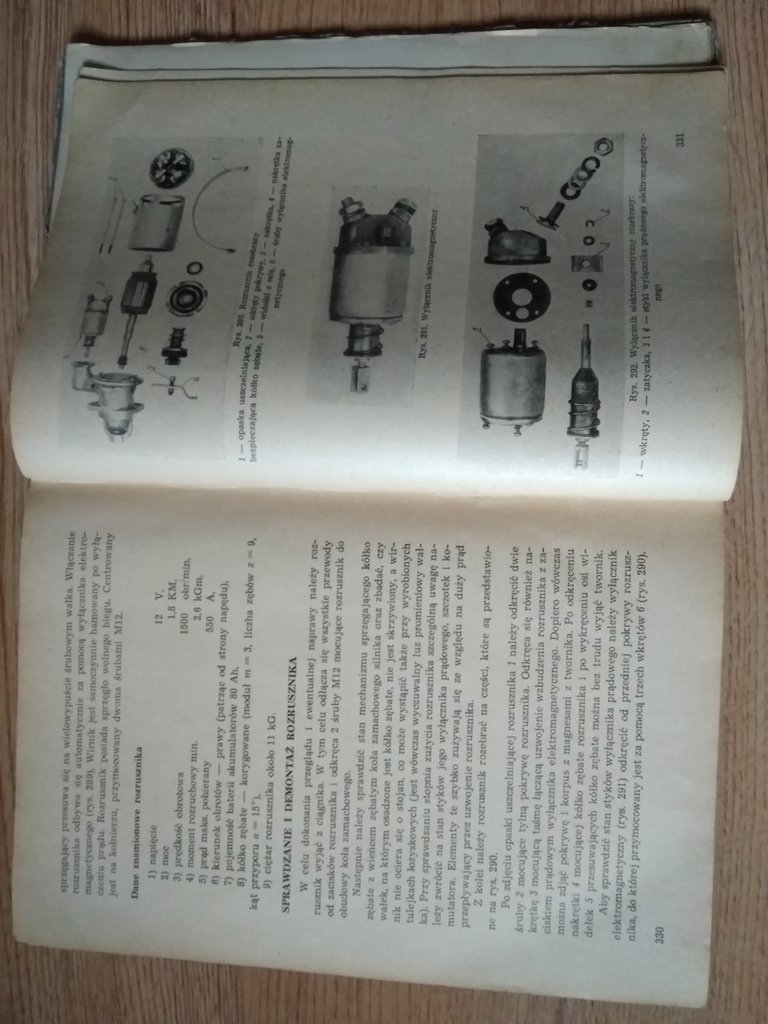 sprzęgający przesuwa się na wielowypuście śrubowym wałka. Włączanie
rozrusznika odbywa się automatycznie za pomocą wyłącznika elektro-
magnetycznego (rys. 289). Wirnik jest samoczynnie hamowany po wyłą-
czeniu prądu. Rozrusznik posiada sprzęgło wolnego biegu. Centrowany
jest na kołnierzu, przymocowany dwoma śrubami M12.
Dane znamionowe rozrusznika
1) napięcie 12 V,
2) moc 1,8 KM,
3) prędkość obrotowa 1500 obr/min,
4) moment rozruchowy min. 2,6 kGm,
5) prąd maks. pobierany 550 A,
6) kierunek obrotów — prawy (patrząc od strony napędu),
7) pojemność baterii akumulatorów 80 Ah,
8) kółko zębate — korygowane (moduł m = 3, liczba zębów z = 9,
kąt przyporu α = 15°),
9) ciężar rozrusznika około 11 kG.
SPRAWDZANIE I DEMONTAŻ ROZRUSZNIKA
W celu dokonania przeglądu i ewentualnej naprawy należy roz-
rusznik wyjąć z ciągnika. W tym celu odłącza się wszystkie przewody
od zacisków rozrusznika i odkręca 2 śruby M12 mocujące rozrusznik do
obudowy koła zamachowego.
Następnie należy sprawdzić stan mechanizmu sprzęgającego kółko
zębate z wieńcem zębatym koła zamachowego silnika oraz zbadać, czy
wałek, na którym osadzone jest kółko zębate, nie jest skrzywiony, a wir-
nik nie ociera się o stojan, co może wystąpić także przy wyrobionych
tulejkach łożyskowych (jest wówczas wyczuwalny luz promieniowy wał-
ka). Przy sprawdzaniu stopnia zużycia rozrusznika szczególną uwagę na-
leży zwrócić na stan styków jego wyłącznika prądowego, szczotek i ko-
mutatora. Elementy te szybko zużywają się ze względu na duży prąd
przepływający przez uzwojenie rozrusznika.
Z kolei należy rozrusznik rozebrać na części, które są przedstawio-
ne na rys. 290.
Po zdjęciu opaski uszczelniającej rozrusznika 1 należy odkręcić dwie
śruby 2 mocujące tylną pokrywę rozrusznika. Odkręca się również na-
krętkę 3 mocującą taśmę łączącą uzwojenie wzbudzenia rozrusznika z za-
ciskiem prądowym wyłącznika elektromagnetycznego. Dopiero wówczas
można zdjąć pokrywę i korpus z magnesami z twornika. Po odkręceniu
nakrętki 4 mocującej kółko zębate rozrusznika i po wykręceniu osi wi-
dełek 5 przesuwających kółko zębate można bez trudu wyjąć twornik.
Aby sprawdzić stan styków wyłącznika prądowego należy wyłącznik
elektromagnetyczny (rys. 291) odkręcić od przedniej pokrywy rozrusz-
nika, do której przymocowany jest za pomocą trzech wkrętów 6 (rys. 290).
330
Rys. 290. Rozrusznik rozebrany
1 — opaska uszczelniająca, 2 — wkręty pokrywy, 3 — nakrętka, 4 — nakrętka za-
bezpieczająca kółko zębate, 5 — widełki z osią, 6 — śruby wyłącznika elektromag-
netycznego
Rys. 291. Wyłącznik elektromagnetyczny
Rys. 292. Wyłącznik elektromagnetyczny rozebrany:
1 — wkręty, 2 — zatyczka, 3 i 4 — styki wyłącznika prądowego elektromagnetycz-
nego
331